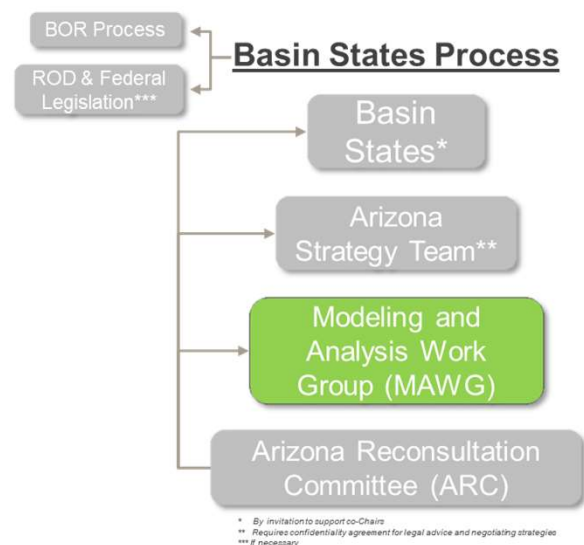 BOR Process
ROD & Federal
Legislation***
Basin States Process
Basin
States*
Arizona
Strategy Team**
Modeling and
Analysis Work
Group (MAWG)
Arizona Reconsultation
Committee (ARC)
* By invitation to support co-Chairs
** Requires confidentiality agreement for legal advice and negotiating strategies
*** If necessary